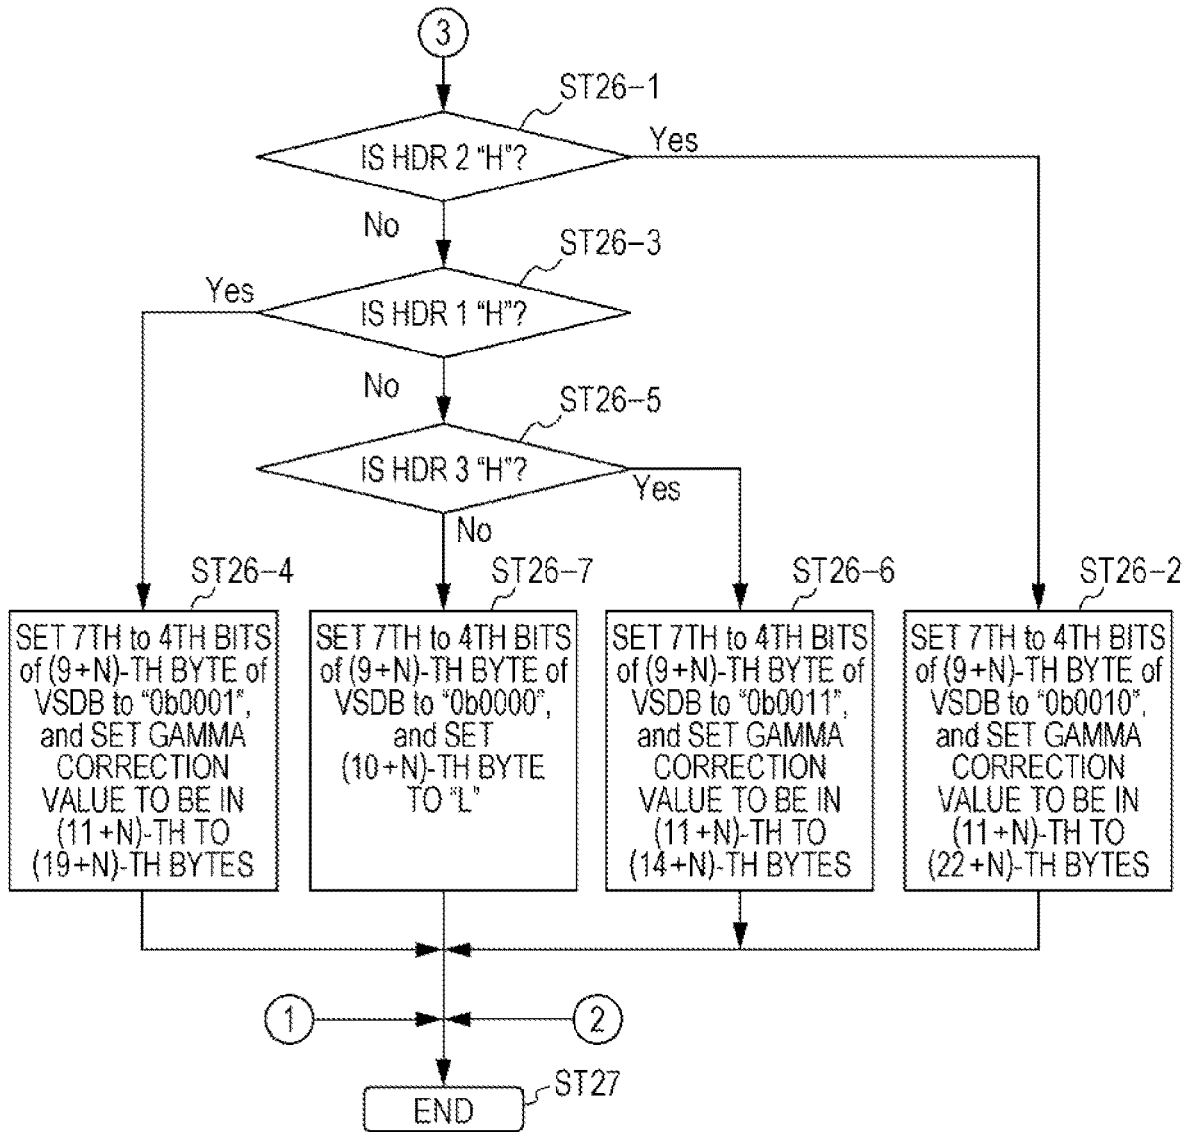 3
ST26-1
IS HDR 2 "H"?
Yes
No
ST26-3
Yes
IS HDR 1 "H"?
No
ST26-5
IS HDR 3 "H"?
Yes
No
ST26-4
SET 7TH to 4TH BITS
of (9+N)-TH BYTE of
VSDB to "0b0001",
and SET GAMMA
CORRECTION
VALUE TO BE IN
(11+N)-TH TO
(19+N)-TH BYTES
ST26-7
SET 7TH to 4TH BITS
of (9+N)-TH BYTE of
VSDB to "0b0000",
and SET
(10+N)-TH BYTE
TO "L"
ST26-6
SET 7TH to 4TH BITS
of (9+N)-TH BYTE of
VSDB to "0b0011",
and SET GAMMA
CORRECTION
VALUE TO BE IN
(11+N)-TH TO
(14+N)-TH BYTES
ST26-2
SET 7TH to 4TH BITS
of (9+N)-TH BYTE of
VSDB to "0b0010",
and SET GAMMA
CORRECTION
VALUE TO BE IN
(11+N)-TH TO
(22+N)-TH BYTES
1
2
ST27
END